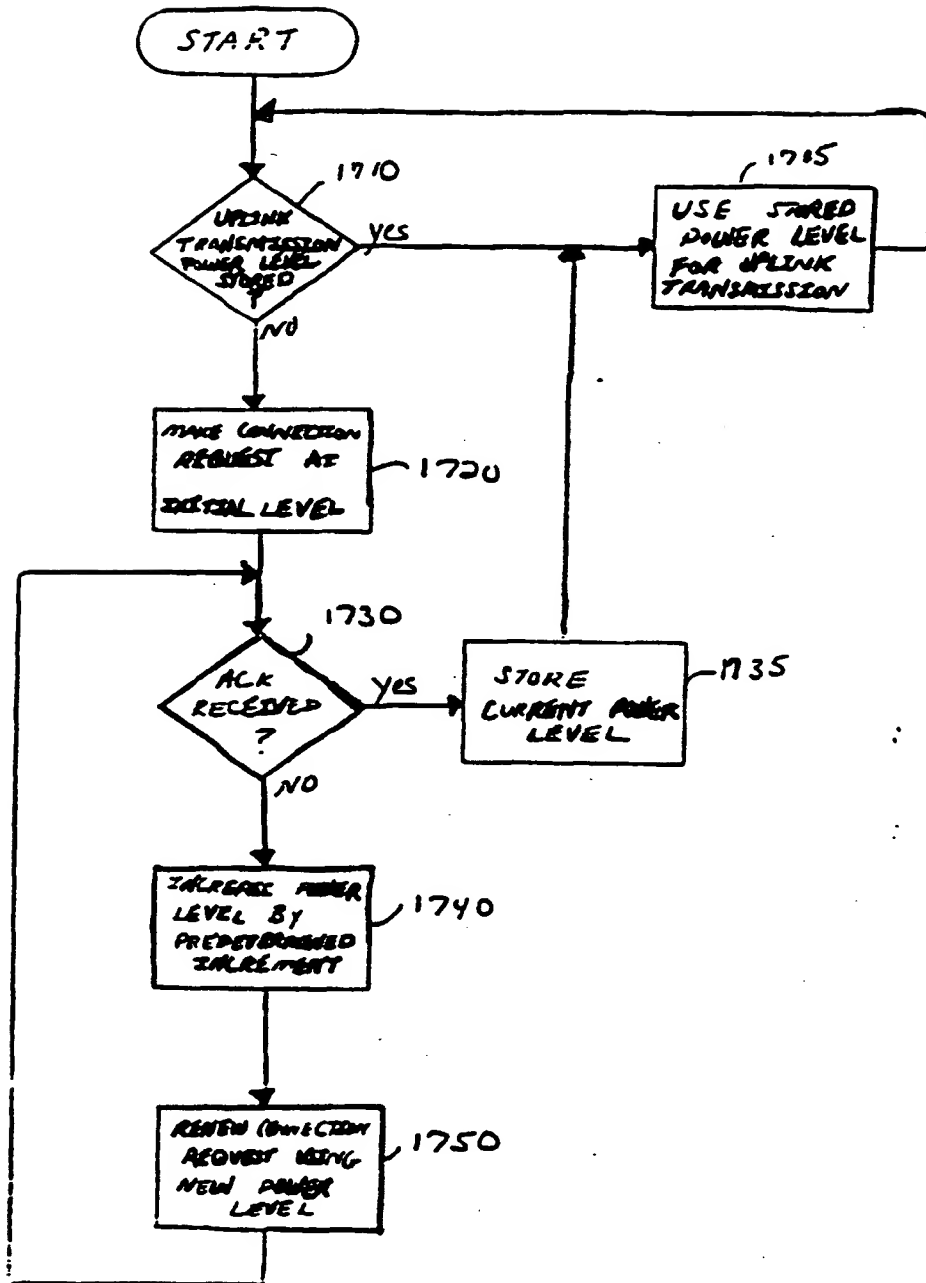 START
1710
UPLINK
TRANSMISSION
POWER LEVEL
STORED
?
yes
NO
1715
USE STORED
POWER LEVEL
FOR UPLINK
TRANSMISSION
MAKE CONNECTION
REQUEST AT
INITIAL LEVEL
1720
1730
ACK
RECEIVED
?
yes
NO
STORE
CURRENT POWER
LEVEL
1735
INCREASE POWER
LEVEL BY
PREDETERMINED
INCREMENT
1740
RENEW CONNECTION
REQUEST USING
NEW POWER
LEVEL
1750